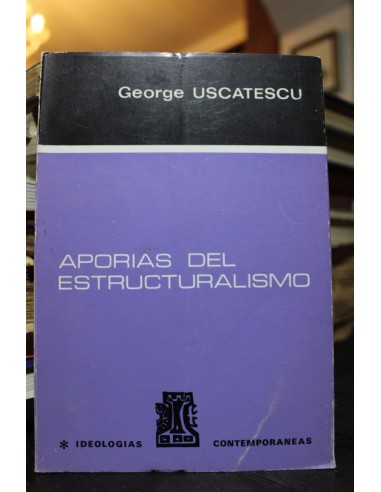 George USCATESCU
APORIAS DEL
ESTRUCTURALISMO
* IDEOLOGIAS CONTEMPORANEAS